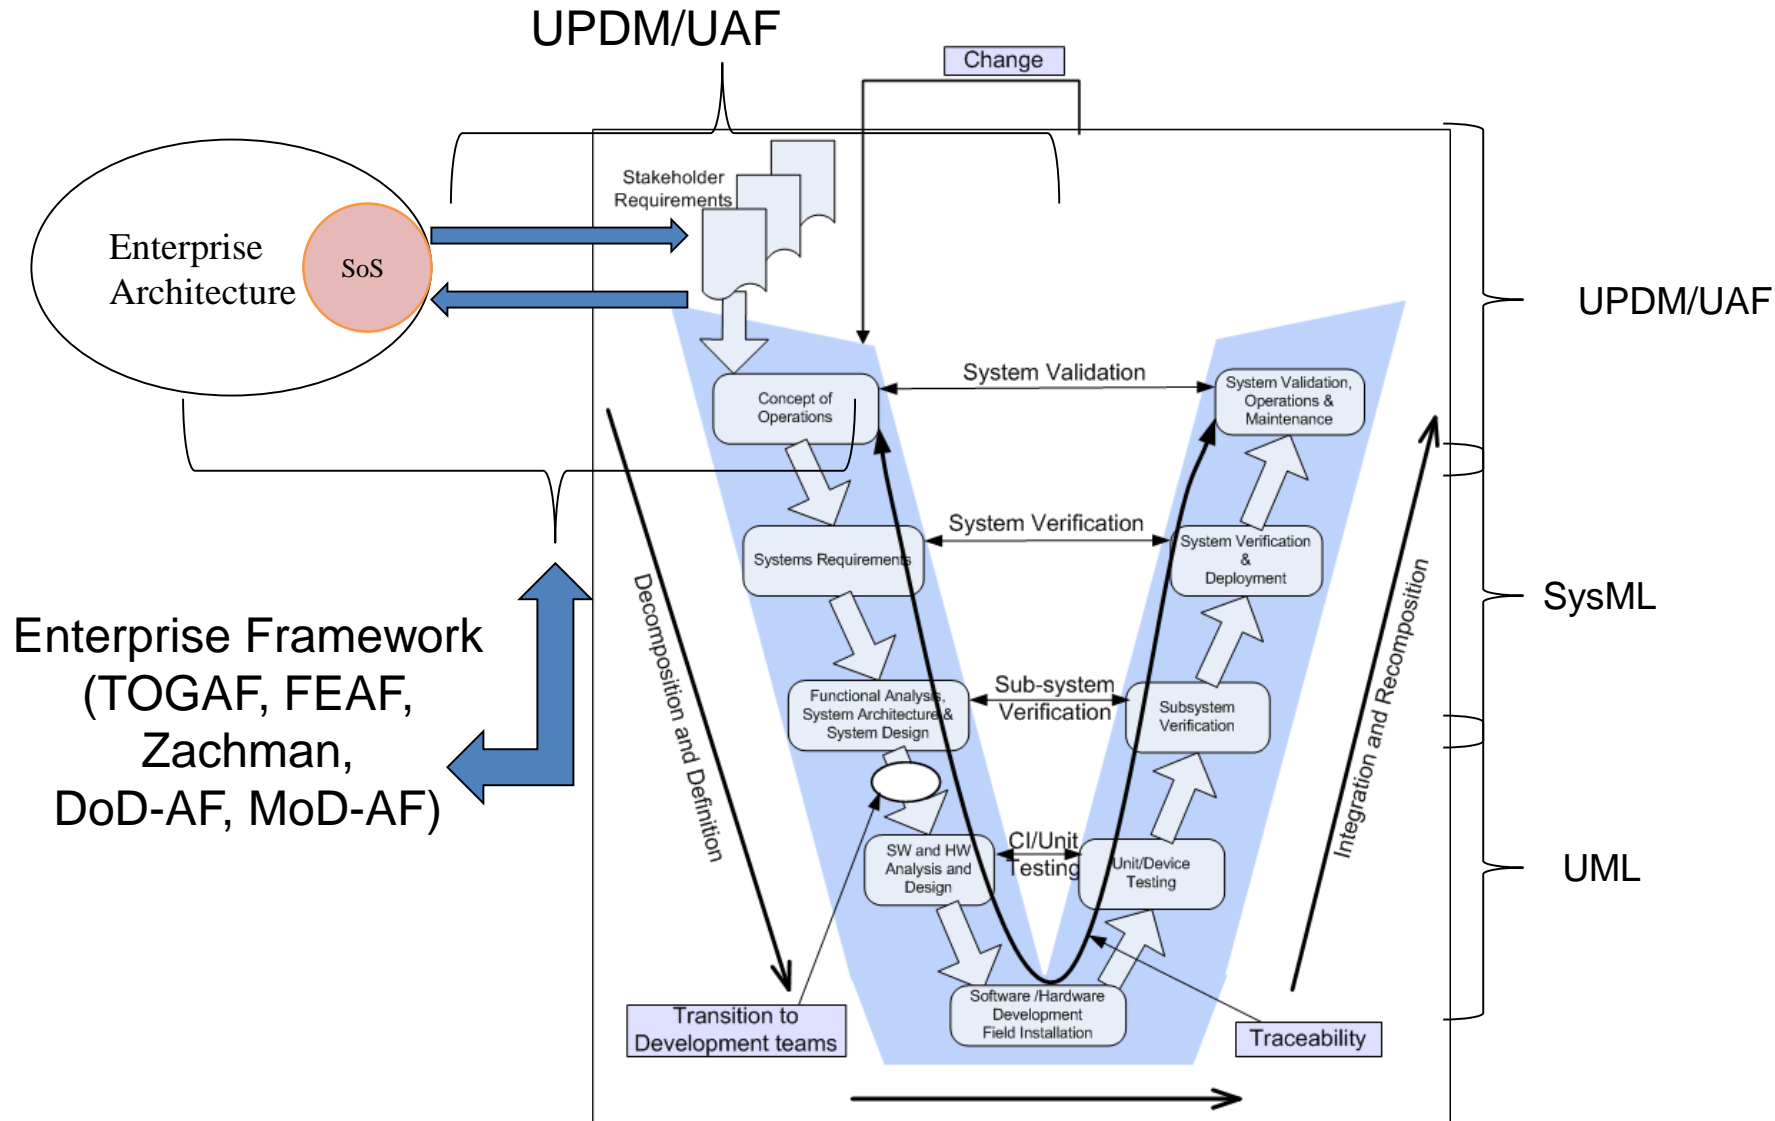 UPDM/UAF
Change
Stakeholder
Requirements
Enterprise
Architecture
SoS
UPDM/UAF
System Validation
Concept of
Operations
System Validation,
Operations &
Maintenance
System Verification
Systems Requirements
System Verification
&
Deployment
SysML
Decomposition and Definition
Integration and Recomposition
Enterprise Framework
(TOGAF, FEAF,
Zachman,
DoD-AF, MoD-AF)
Functional Analysis,
System Architecture &
System Design
Sub-system
Verification
Subsystem
Verification
SW and HW
Analysis and
Design
CI/Unit
Testing
Unit/Device
Testing
UML
Software /Hardware
Development
Field Installation
Transition to
Development teams
Traceability